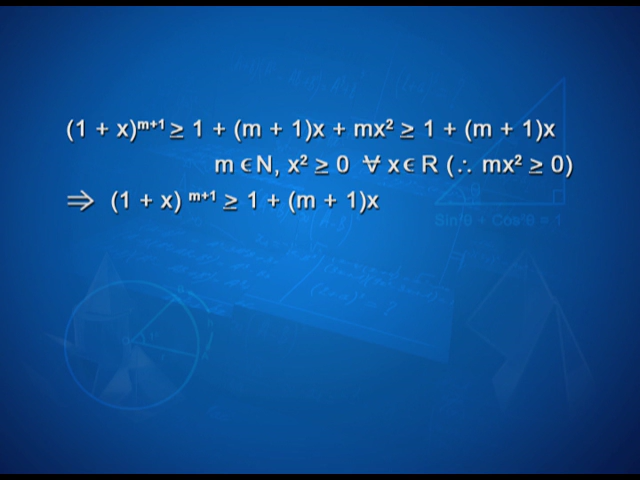 (1 + x)ᵐ⁺¹ ≥ 1 + (m + 1)x + mx² ≥ 1 + (m + 1)x
m ∈ N, x² ≥ 0 ∀ x ∈ R (∴ mx² ≥ 0)
⇒ (1 + x) ᵐ⁺¹ ≥ 1 + (m + 1)x
Sin²θ + Cos²θ = 1